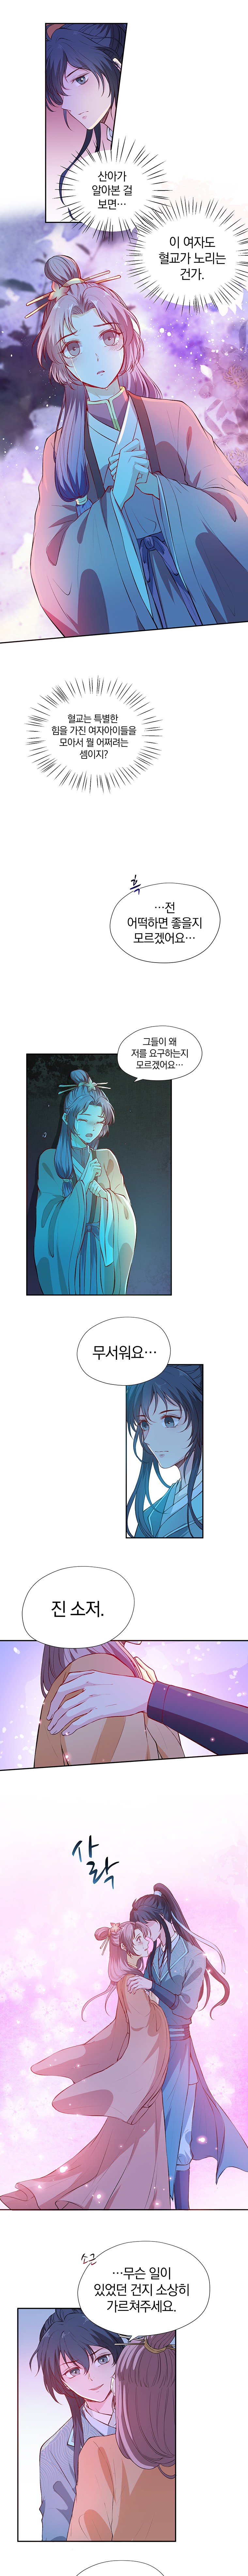 산아가
알아본 걸
보면…
이 여자도
혈교가 노리는
건가.
혈교는 특별한
힘을 가진 여자아이들을
모아서 뭘 어쩌려는
셈이지?
흑
…전
어떡하면 좋을지
모르겠어요…
그들이 왜
저를 요구하는지
모르겠어요…
무서워요…
진 소저.
사락
소근
…무슨 일이
있었던 건지 소상히
가르쳐주세요.